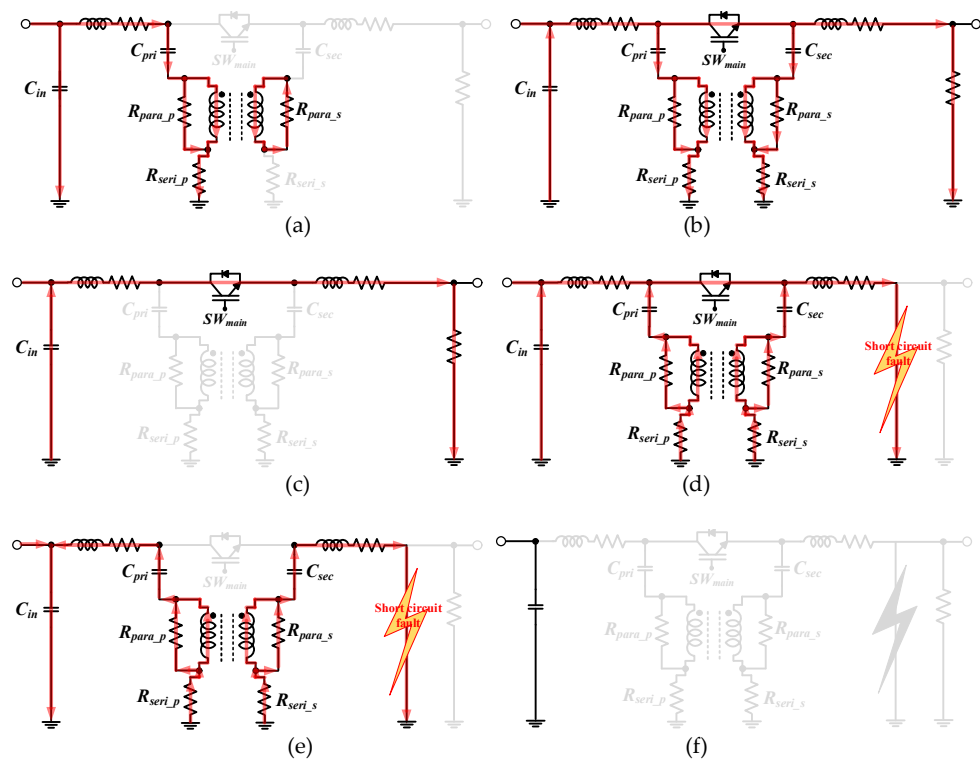 C_pri
C_sec
SW_main
C_in
R_para_p
R_para_s
R_seri_p
R_seri_s
(a)
C_pri
C_sec
SW_main
C_in
R_para_p
R_para_s
R_seri_p
R_seri_s
(b)
C_pri
C_sec
SW_main
C_in
R_para_p
R_para_s
R_seri_p
R_seri_s
(c)
C_pri
C_sec
SW_main
C_in
Short circuit
fault
R_para_p
R_para_s
R_seri_p
R_seri_s
(d)
C_pri
C_sec
SW_main
C_in
Short circuit
fault
R_para_p
R_para_s
R_seri_p
R_seri_s
(e)
C_pri
C_sec
SW_main
R_para_p
R_para_s
R_seri_p
R_seri_s
(f)